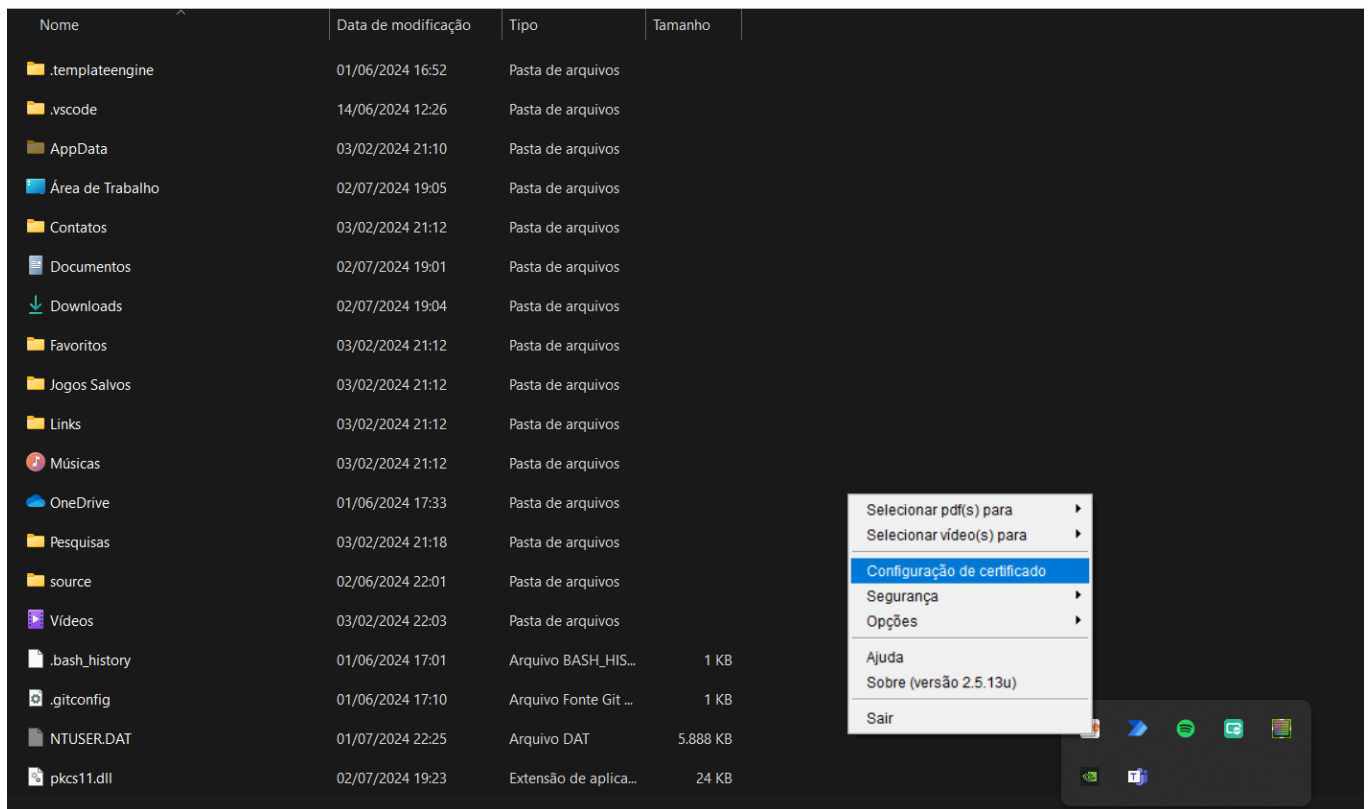 Nome Data de modificação Tipo Tamanho
.templateengine 01/06/2024 16:52 Pasta de arquivos
.vscode 14/06/2024 12:26 Pasta de arquivos
AppData 03/02/2024 21:10 Pasta de arquivos
Área de Trabalho 02/07/2024 19:05 Pasta de arquivos
Contatos 03/02/2024 21:12 Pasta de arquivos
Documentos 02/07/2024 19:01 Pasta de arquivos
Downloads 02/07/2024 19:04 Pasta de arquivos
Favoritos 03/02/2024 21:12 Pasta de arquivos
Jogos Salvos 03/02/2024 21:12 Pasta de arquivos
Links 03/02/2024 21:12 Pasta de arquivos
Músicas 03/02/2024 21:12 Pasta de arquivos
OneDrive 01/06/2024 17:33 Pasta de arquivos
Pesquisas 03/02/2024 21:18 Pasta de arquivos
source 02/06/2024 22:01 Pasta de arquivos
Vídeos 03/02/2024 22:03 Pasta de arquivos
.bash_history 01/06/2024 17:01 Arquivo BASH_HIS... 1 KB
.gitconfig 01/06/2024 17:10 Arquivo Fonte Git ... 1 KB
NTUSER.DAT 01/07/2024 22:25 Arquivo DAT 5.888 KB
pkcs11.dll 02/07/2024 19:23 Extensão de aplica... 24 KB
Selecionar pdf(s) para
Selecionar vídeo(s) para
Configuração de certificado
Segurança
Opções
Ajuda
Sobre (versão 2.5.13u)
Sair